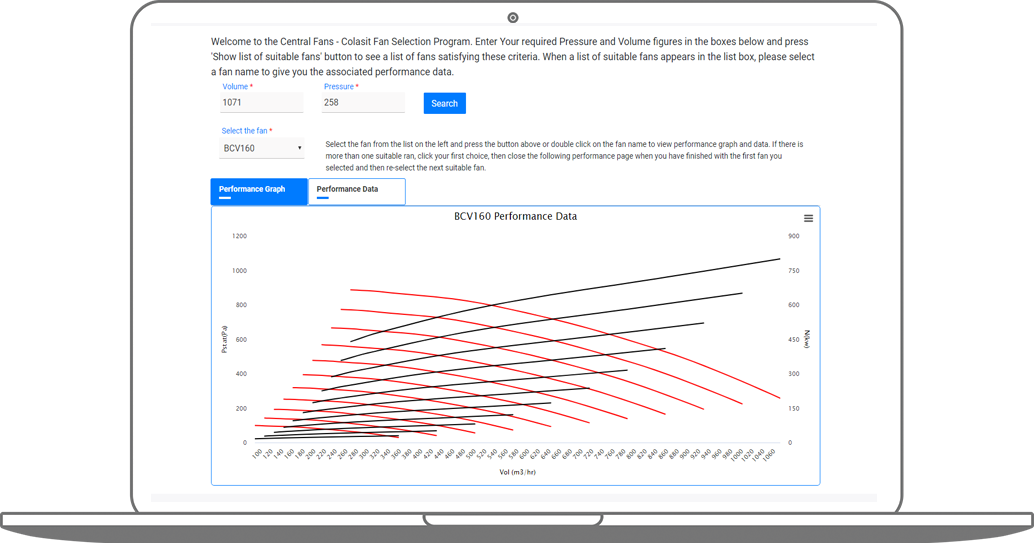 Welcome to the Central Fans - Colasit Fan Selection Program. Enter Your required Pressure and Volume figures in the boxes below and press
'Show list of suitable fans' button to see a list of fans satisfying these criteria. When a list of suitable fans appears in the list box, please select
a fan name to give you the associated performance data.
Volume * Pressure *
1071 258 Search
Select the fan *
BCV160
Select the fan from the list on the left and press the button above or double click on the fan name to view performance graph and data. If there is
more than one suitable ran, click your first choice, then close the following performance page when you have finished with the first fan you
selected and then re-select the next suitable fan.
Performance Graph Performance Data
BCV160 Performance Data
1200 900
1000 750
800 600
600 450
Pstat(Pa) N(kw)
400 300
200 150
0 0
100 120 140 160 180 200 220 240 260 280 300 320 340 360 380 400 420 440 460 480 500 520 540 560 580 600 620 640 660 680 700 720 740 760 780 800 820 840 860 880 900 920 940 960 980 1000 1020 1040 1060
Vol (m3/hr)